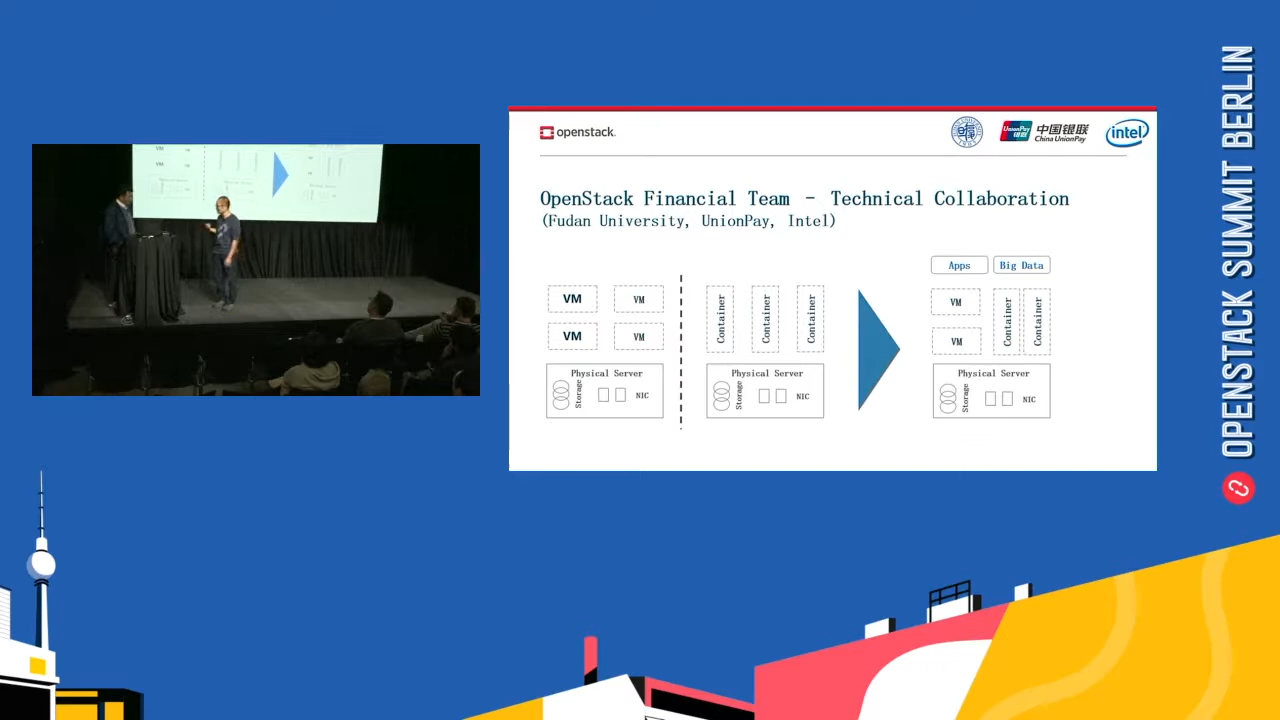 openstack.
UnionPay
银联
中国银联
China UnionPay
intel
OpenStack Financial Team – Technical Collaboration
(Fudan University, UnionPay, Intel)
VM
VM
VM
VM
Physical Server
Storage
NIC
Container
Container
Container
Physical Server
Storage
NIC
Apps
Big Data
VM
VM
Container
Container
Physical Server
Storage
NIC
OPENSTACK SUMMIT BERLIN